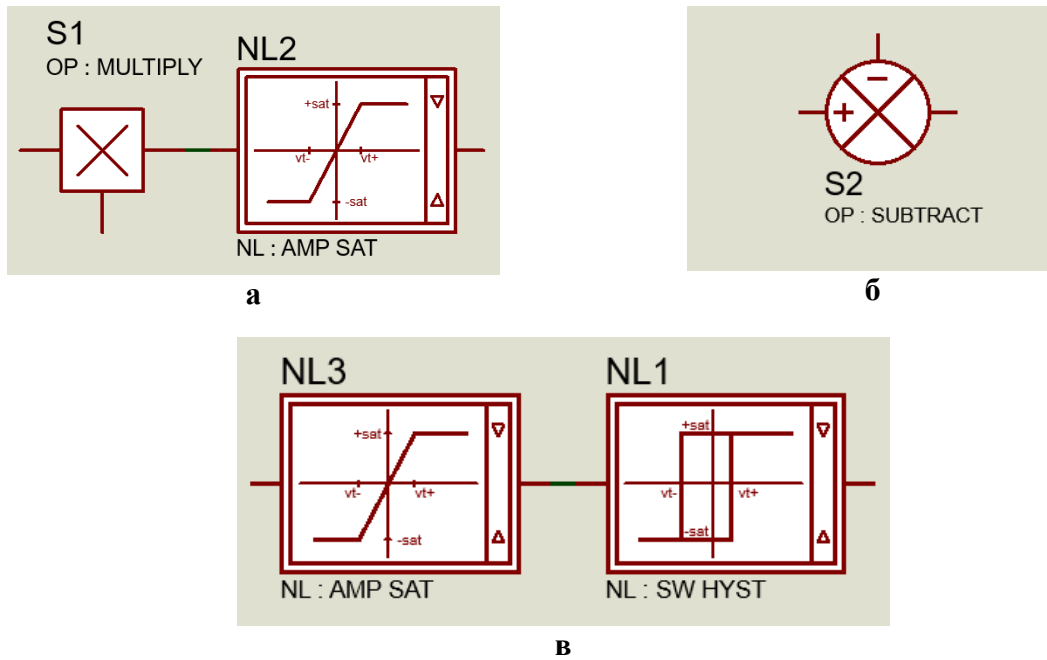 S1
OP : MULTIPLY
NL2
+sat
vt-
vt+
-sat
NL : AMP SAT
а
−
+
S2
OP : SUBTRACT
б
NL3
+sat
vt-
vt+
-sat
NL : AMP SAT
NL1
+sat
vt-
vt+
-sat
NL : SW HYST
в